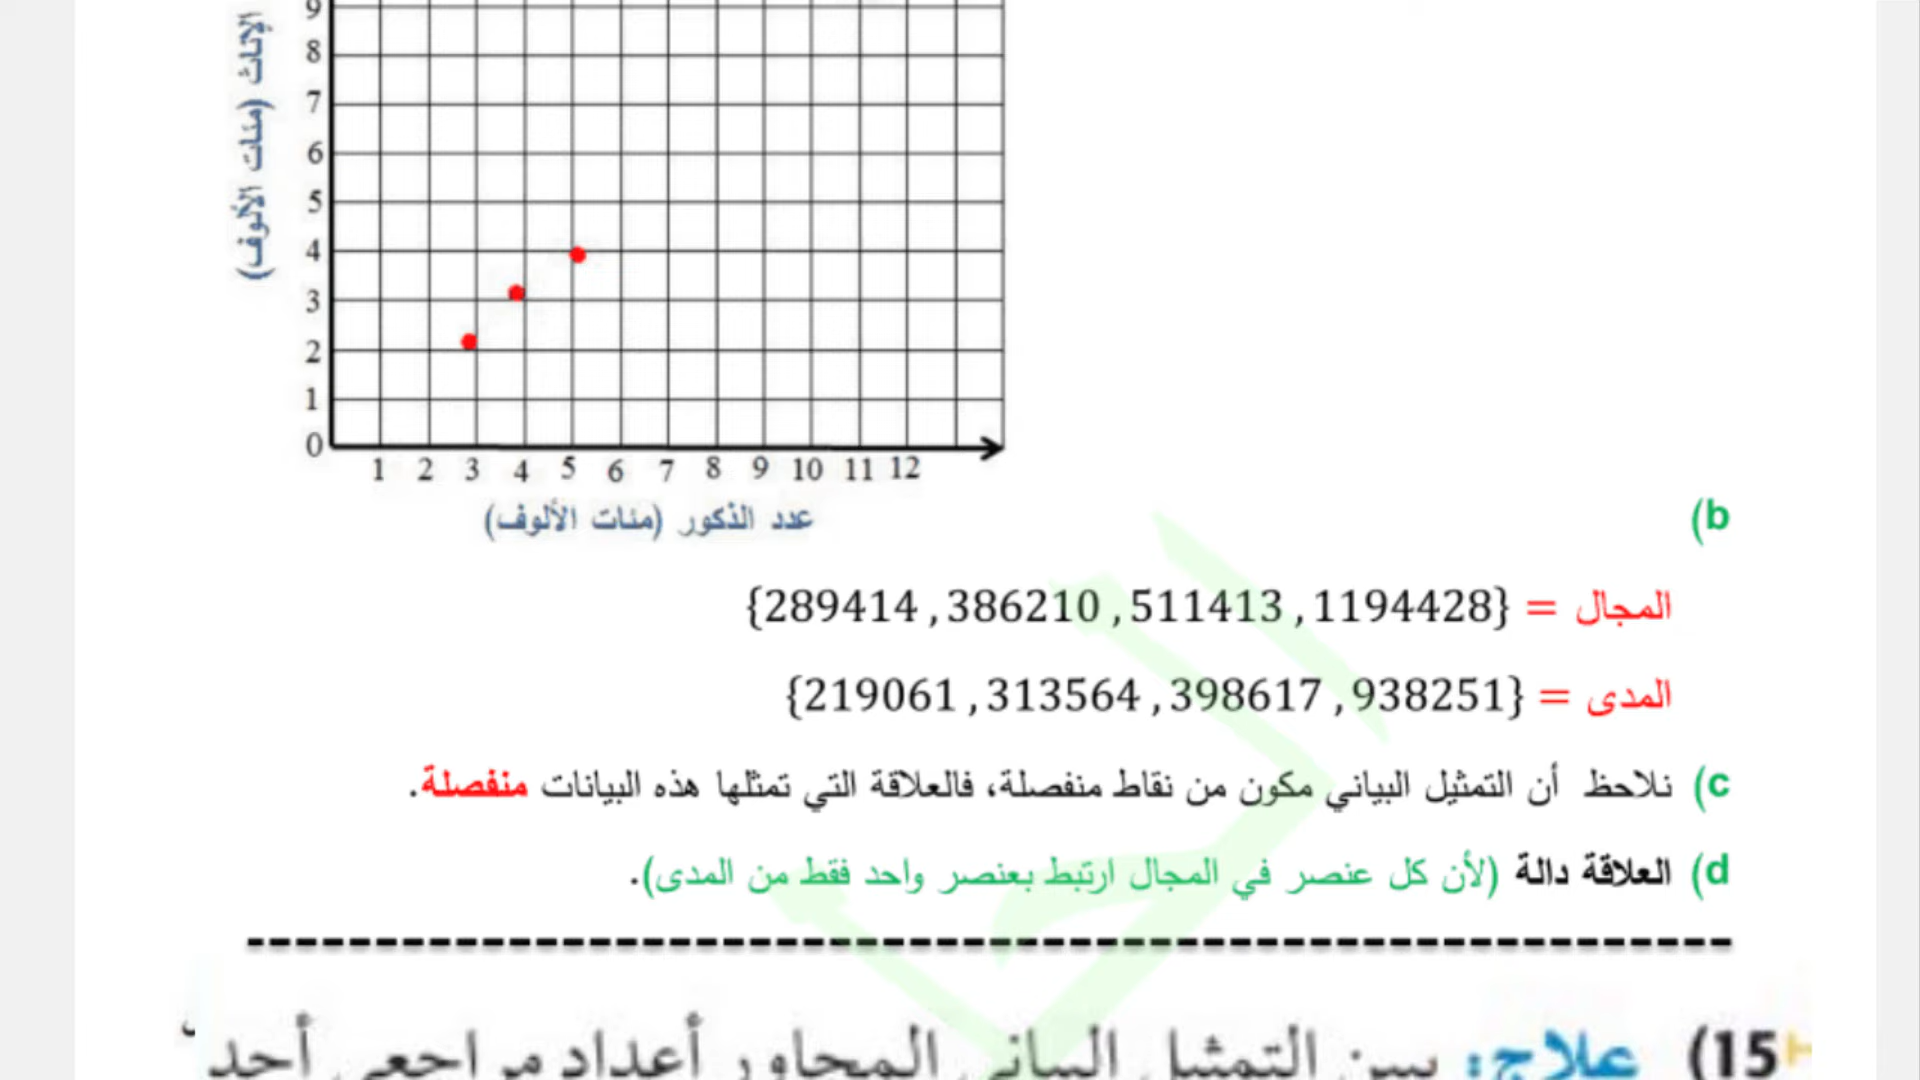 9
8
7
6
5
4
3
2
1
0
الإناث (مئات الألوف)
1 2 3 4 5 6 7 8 9 10 11 12
عدد الذكور (مئات الألوف)
(b
المجال = {289414 , 386210 , 511413 , 1194428}
المدى = {219061 , 313564 , 398617 , 938251}
(c نلاحظ أن التمثيل البياني مكون من نقاط منفصلة، فالعلاقة التي تمثلها هذه البيانات منفصلة.
(d العلاقة دالة (لأن كل عنصر في المجال ارتبط بعنصر واحد فقط من المدى).
(15 علاج: يبين التمثيل البياني المجاور أعداد مراجعي أحد